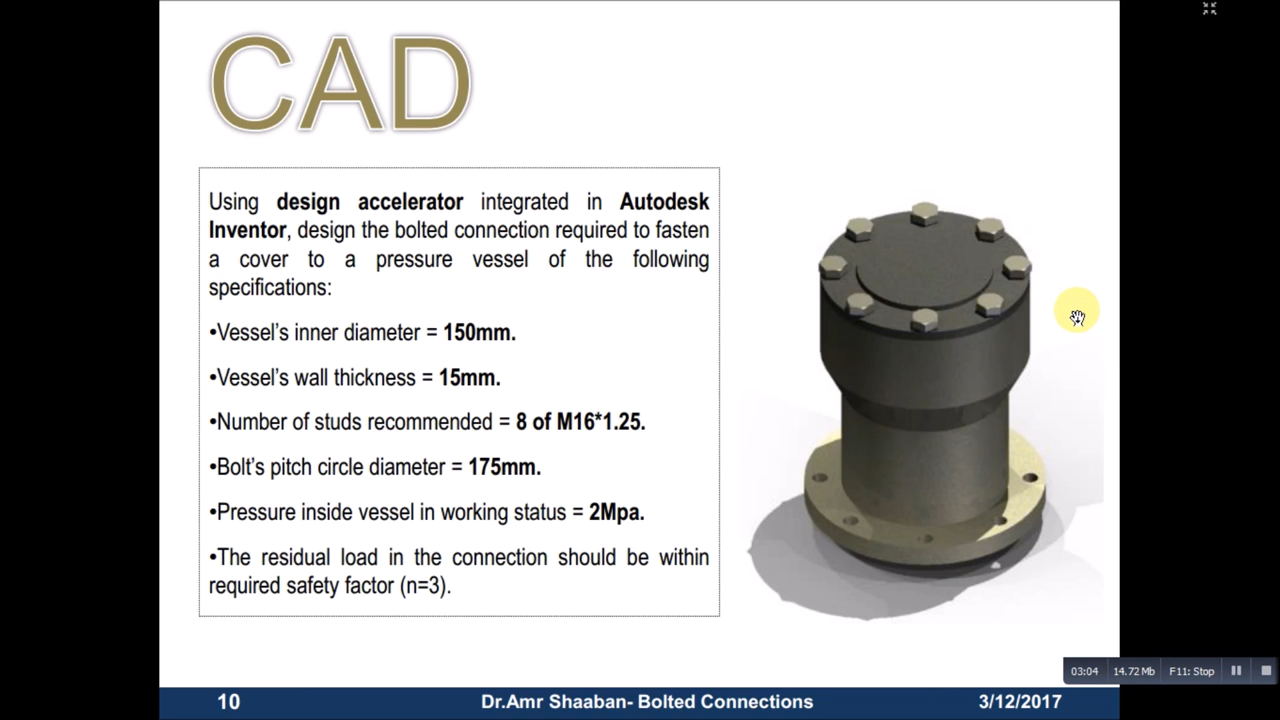 CAD
Using design accelerator integrated in Autodesk
Inventor, design the bolted connection required to fasten
a cover to a pressure vessel of the following
specifications:
•Vessel's inner diameter = 150mm.
•Vessel's wall thickness = 15mm.
•Number of studs recommended = 8 of M16*1.25.
•Bolt's pitch circle diameter = 175mm.
•Pressure inside vessel in working status = 2Mpa.
•The residual load in the connection should be within
required safety factor (n=3).
03:04 14.72 Mb F11: Stop
10 Dr.Amr Shaaban- Bolted Connections 3/12/2017